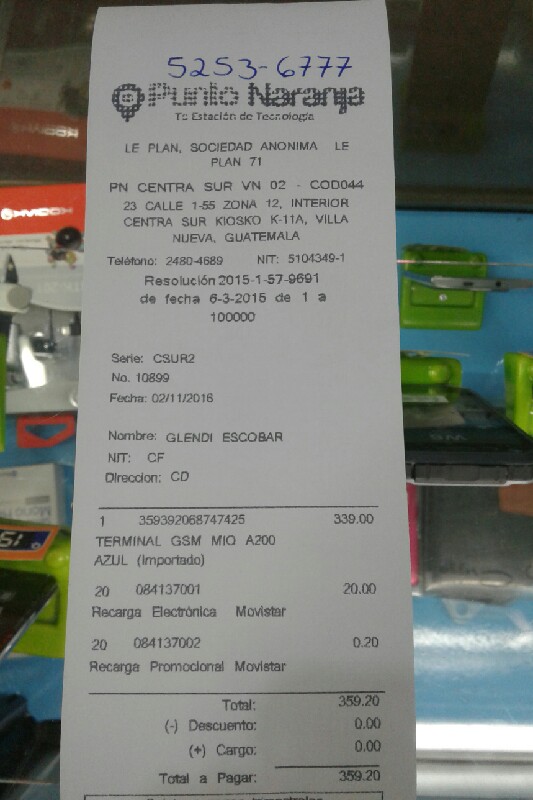 5253-6777
Punto Naranja
Tu Estación de Tecnología
LE PLAN, SOCIEDAD ANONIMA LE
PLAN 71
PN CENTRA SUR VN 02 - COD044
23 CALLE 1-55 ZONA 12, INTERIOR
CENTRA SUR KIOSKO K-11A, VILLA
NUEVA, GUATEMALA
Teléfono: 2480-4689 NIT: 5104349-1
Resolución 2015-1-57-9691
de fecha 6-3-2015 de 1 a
100000
Serie: CSUR2
No. 10899
Fecha: 02/11/2016
Nombre: GLENDI ESCOBAR
NIT: CF
Direccion: CD
1 359392068747425 339.00
TERMINAL GSM MIQ A200
AZUL (Importado)
20 084137001 20.00
Recarga Electrónica Movistar
20 084137002 0.20
Recarga Promocional Movistar
Total: 359.20
(-) Descuento: 0.00
(+) Cargo: 0.00
Total a Pagar: 359.20